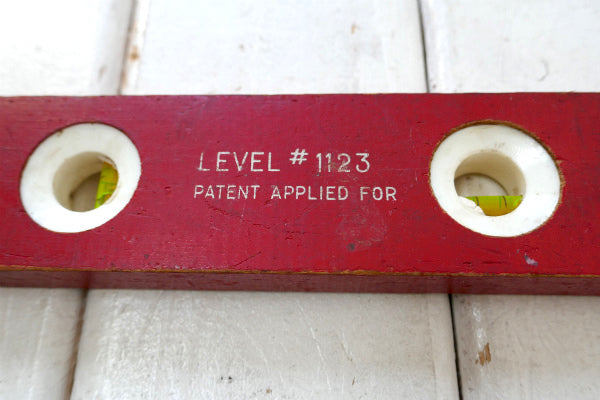 LEVEL #1123
PATENT APPLIED FOR